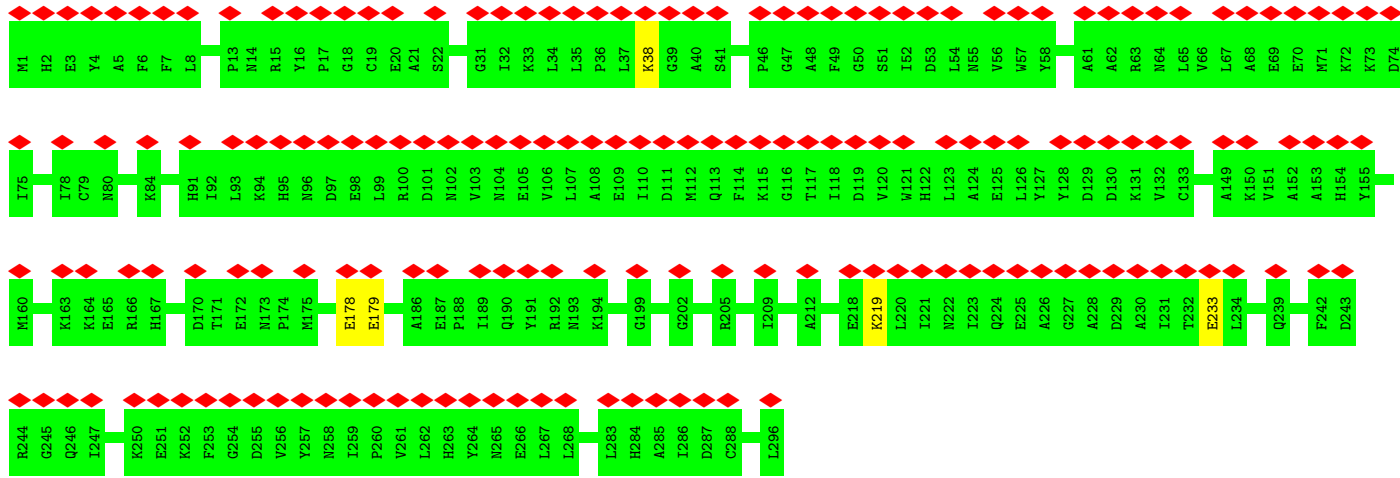 M1 H2 E3 Y4 A5 F6 F7 L8 P13 N14 R15 Y16 P17 G18 C19 E20 A21 S22 G31 I32 K33 L34 L35 P36 L37 K38 G39 A40 S41 P46 G47 A48 F49 G50 S51 I52 D53 L54 N55 V56 W57 Y58 A61 A62 R63 N64 L65 V66 L67 A68 E69 E70 M71 K72 K73 D74
I75 I78 C79 N80 K84 H91 I92 L93 K94 H95 N96 D97 E98 L99 R100 D101 N102 V103 N104 E105 V106 L107 A108 E109 I110 D111 M112 Q113 F114 K115 G116 T117 I118 D119 V120 W121 H122 L123 A124 E125 L126 Y127 Y128 D129 D130 K131 V132 C133 A149 K150 V151 A152 A153 H154 Y155
M160 K163 K164 E165 R166 H167 D170 T171 E172 N173 P174 M175 E178 E179 A186 E187 P188 I189 Q190 Y191 R192 N193 K194 G199 G202 R205 I209 A212 E218 K219 L220 I221 N222 I223 Q224 E225 A226 G227 A228 D229 A230 I231 T232 E233 L234 Q239 F242 D243
R244 G245 Q246 I247 K250 E251 K252 F253 G254 D255 V256 Y257 N258 I259 P260 V261 L262 H263 Y264 N265 E266 L267 L268 L283 H284 A285 I286 D287 C288 L296